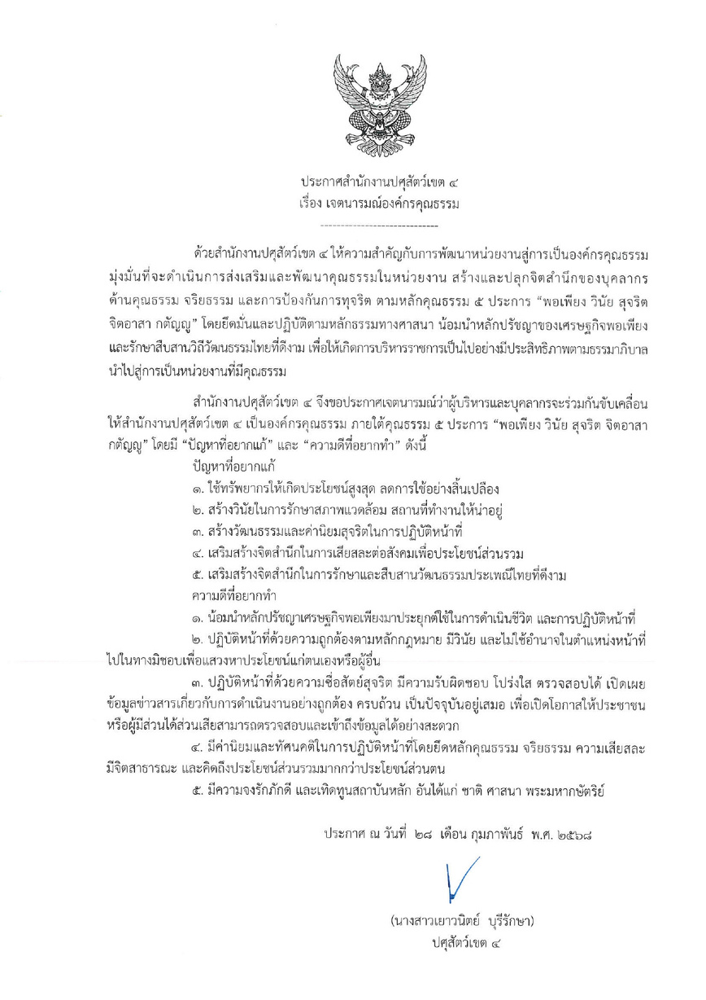 ประกาศสำนักงานปศุสัตว์เขต ๔
เรื่อง เจตนารมณ์องค์กรคุณธรรม
----------------------------
ด้วยสำนักงานปศุสัตว์เขต ๔ ให้ความสำคัญกับการพัฒนาหน่วยงานสู่การเป็นองค์กรคุณธรรม
มุ่งมั่นที่จะดำเนินการส่งเสริมและพัฒนาคุณธรรมในหน่วยงาน สร้างและปลุกจิตสำนึกของบุคลากร
ด้านคุณธรรม จริยธรรม และการป้องกันการทุจริต ตามหลักคุณธรรม ๕ ประการ “พอเพียง วินัย สุจริต
จิตอาสา กตัญญู” โดยยึดมั่นและปฏิบัติตามหลักธรรมทางศาสนา น้อมนำหลักปรัชญาของเศรษฐกิจพอเพียง
และรักษาสืบสานวิถีวัฒนธรรมไทยที่ดีงาม เพื่อให้เกิดการบริหารราชการเป็นไปอย่างมีประสิทธิภาพตามธรรมาภิบาล
นำไปสู่การเป็นหน่วยงานที่มีคุณธรรม
สำนักงานปศุสัตว์เขต ๔ จึงขอประกาศเจตนารมณ์ว่าผู้บริหารและบุคลากรจะร่วมกันขับเคลื่อน
ให้สำนักงานปศุสัตว์เขต ๔ เป็นองค์กรคุณธรรม ภายใต้คุณธรรม ๕ ประการ “พอเพียง วินัย สุจริต จิตอาสา
กตัญญู” โดยมี “ปัญหาที่อยากแก้” และ “ความดีที่อยากทำ” ดังนี้
ปัญหาที่อยากแก้
๑. ใช้ทรัพยากรให้เกิดประโยชน์สูงสุด ลดการใช้อย่างสิ้นเปลือง
๒. สร้างวินัยในการรักษาสภาพแวดล้อม สถานที่ทำงานให้น่าอยู่
๓. สร้างวัฒนธรรมและค่านิยมสุจริตในการปฏิบัติหน้าที่
๔. เสริมสร้างจิตสำนึกในการเสียสละต่อสังคมเพื่อประโยชน์ส่วนรวม
๕. เสริมสร้างจิตสำนึกในการรักษาและสืบสานวัฒนธรรมประเพณีไทยที่ดีงาม
ความดีที่อยากทำ
๑. น้อมนำหลักปรัชญาเศรษฐกิจพอเพียงมาประยุกต์ใช้ในการดำเนินชีวิต และการปฏิบัติหน้าที่
๒. ปฏิบัติหน้าที่ด้วยความถูกต้องตามหลักกฎหมาย มีวินัย และไม่ใช้อำนาจในตำแหน่งหน้าที่
ไปในทางมิชอบเพื่อแสวงหาประโยชน์แก่ตนเองหรือผู้อื่น
๓. ปฏิบัติหน้าที่ด้วยความซื่อสัตย์สุจริต มีความรับผิดชอบ โปร่งใส ตรวจสอบได้ เปิดเผย
ข้อมูลข่าวสารเกี่ยวกับการดำเนินงานอย่างถูกต้อง ครบถ้วน เป็นปัจจุบันอยู่เสมอ เพื่อเปิดโอกาสให้ประชาชน
หรือผู้มีส่วนได้ส่วนเสียสามารถตรวจสอบและเข้าถึงข้อมูลได้อย่างสะดวก
๔. มีค่านิยมและทัศนคติในการปฏิบัติหน้าที่โดยยึดหลักคุณธรรม จริยธรรม ความเสียสละ
มีจิตสาธารณะ และคิดถึงประโยชน์ส่วนรวมมากกว่าประโยชน์ส่วนตน
๕. มีความจงรักภักดี และเทิดทูนสถาบันหลัก อันได้แก่ ชาติ ศาสนา พระมหากษัตริย์
ประกาศ ณ วันที่ ๒๘ เดือน กุมภาพันธ์ พ.ศ. ๒๕๖๘
(นางสาวเยาวนิตย์ บุรีรักษา)
ปศุสัตว์เขต ๔